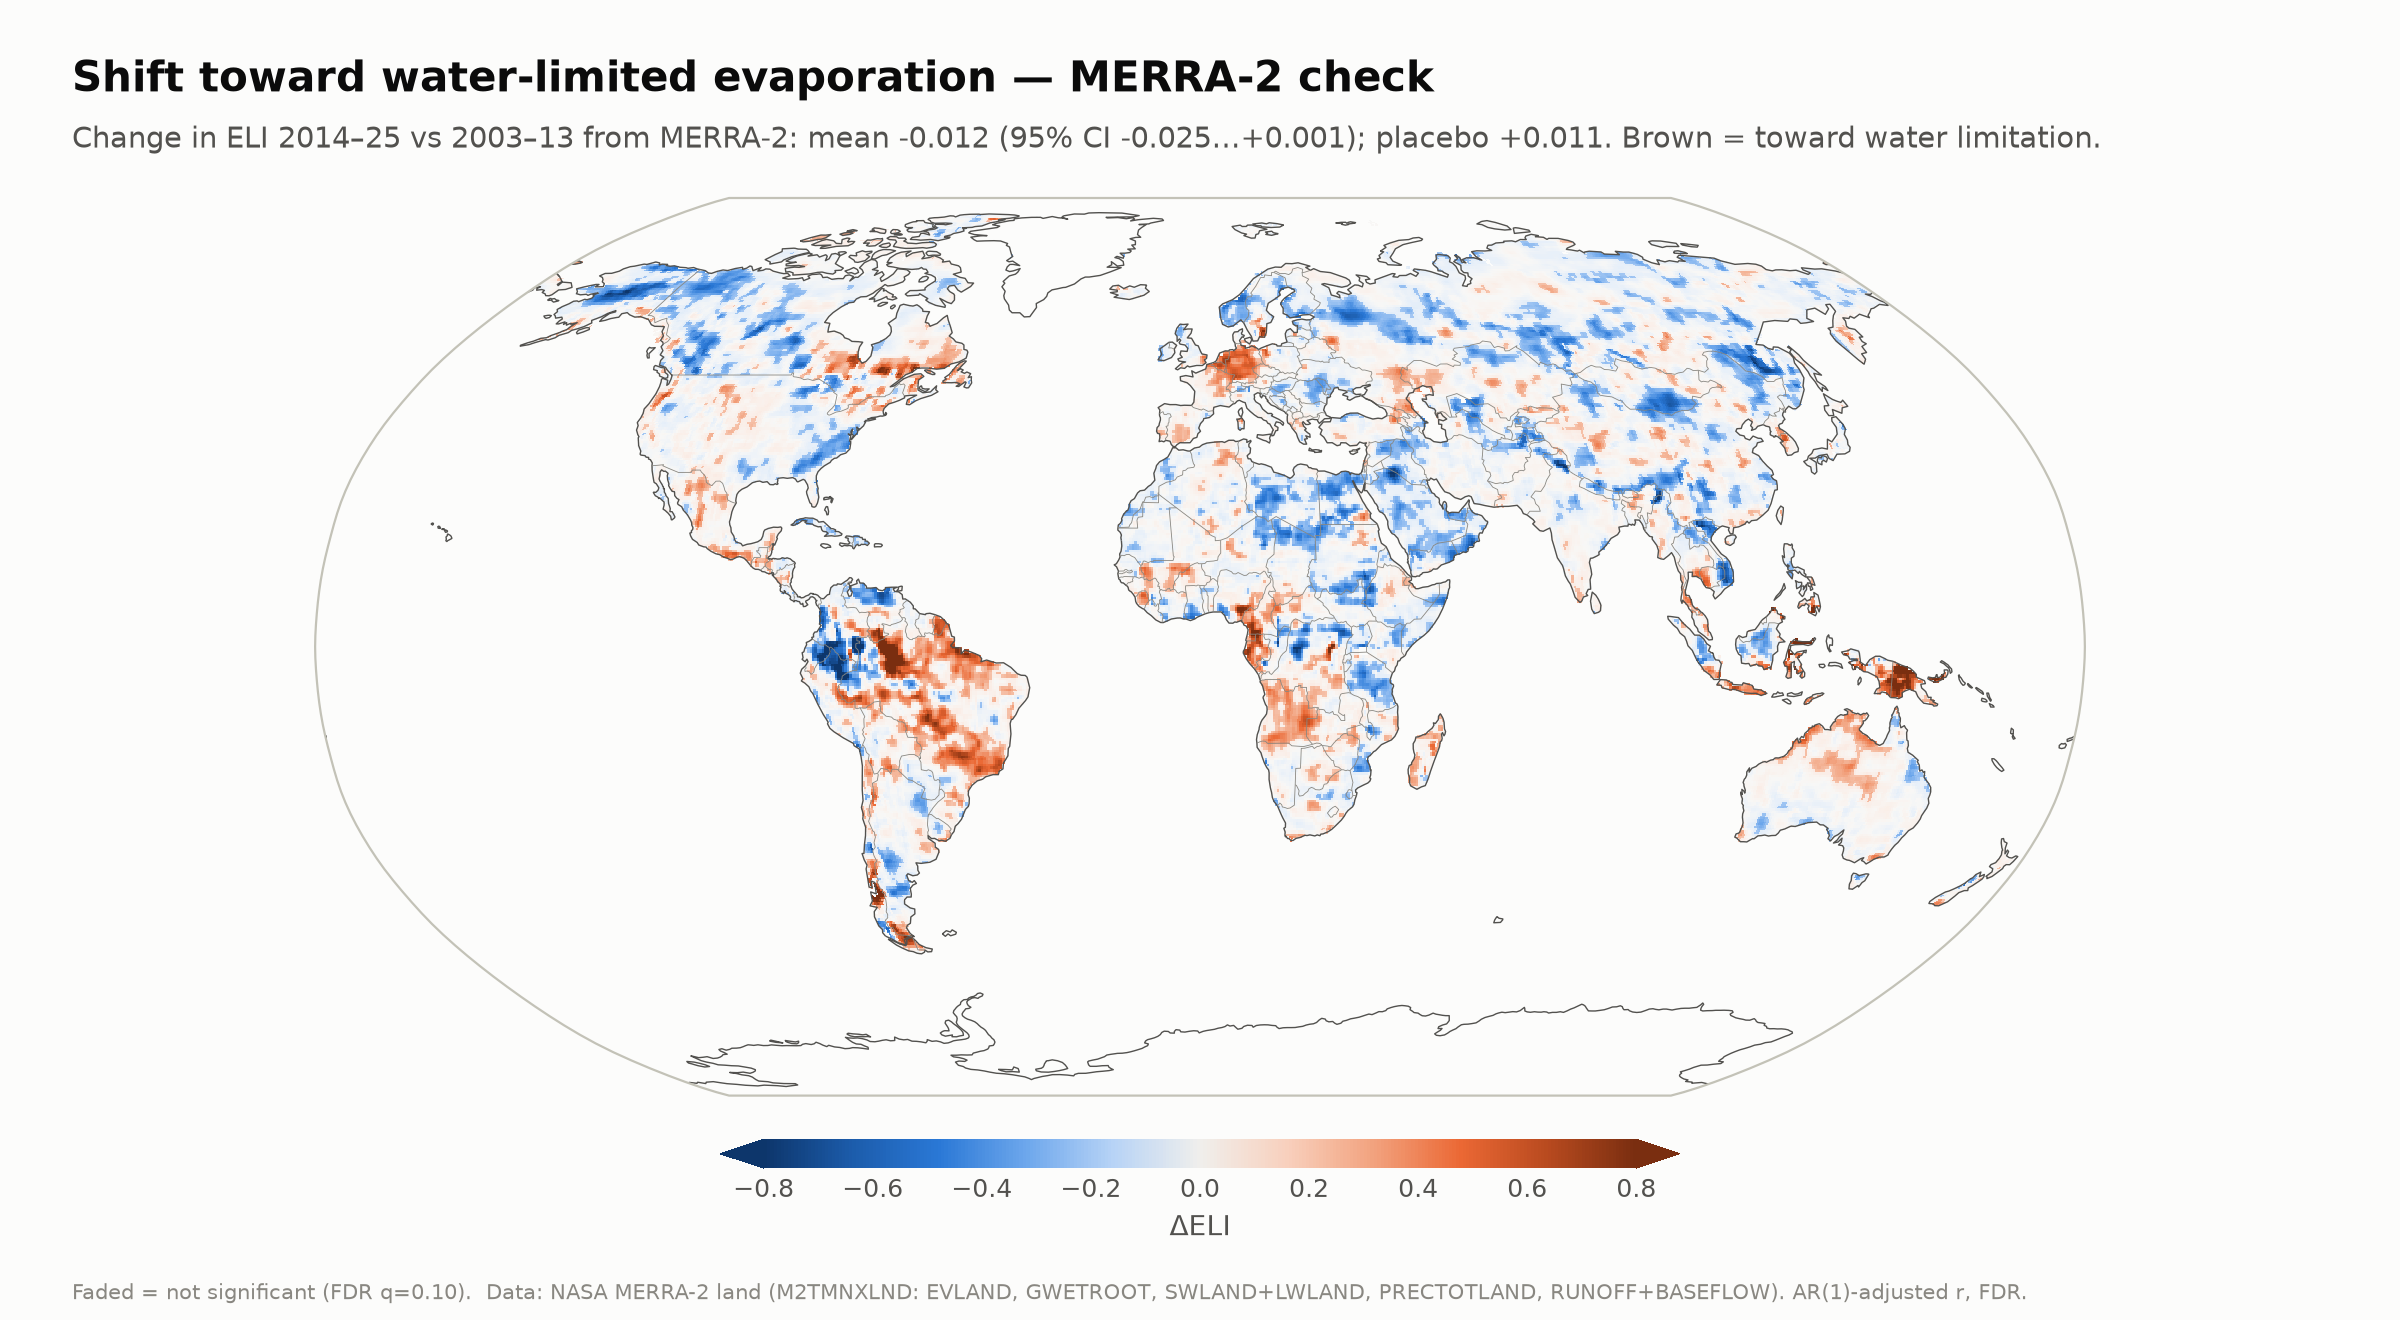 Shift toward water-limited evaporation — MERRA-2 check
Change in ELI 2014–25 vs 2003–13 from MERRA-2: mean -0.012 (95% CI -0.025…+0.001); placebo +0.011. Brown = toward water limitation.
−0.8 −0.6 −0.4 −0.2 0.0 0.2 0.4 0.6 0.8
ΔELI
Faded = not significant (FDR q=0.10). Data: NASA MERRA-2 land (M2TMNXLND: EVLAND, GWETROOT, SWLAND+LWLAND, PRECTOTLAND, RUNOFF+BASEFLOW). AR(1)-adjusted r, FDR.